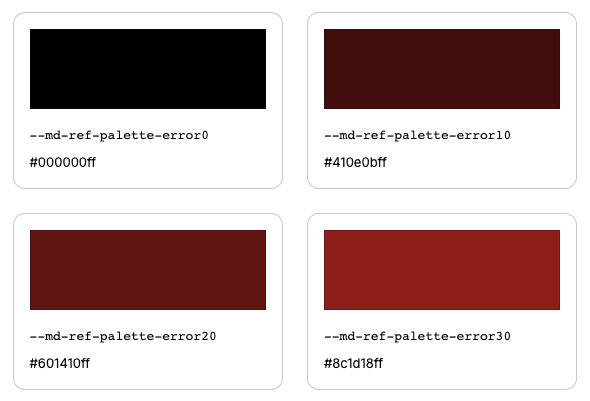 --md-ref-palette-error0
#000000ff
--md-ref-palette-error10
#410e0bff
--md-ref-palette-error20
#601410ff
--md-ref-palette-error30
#8c1d18ff